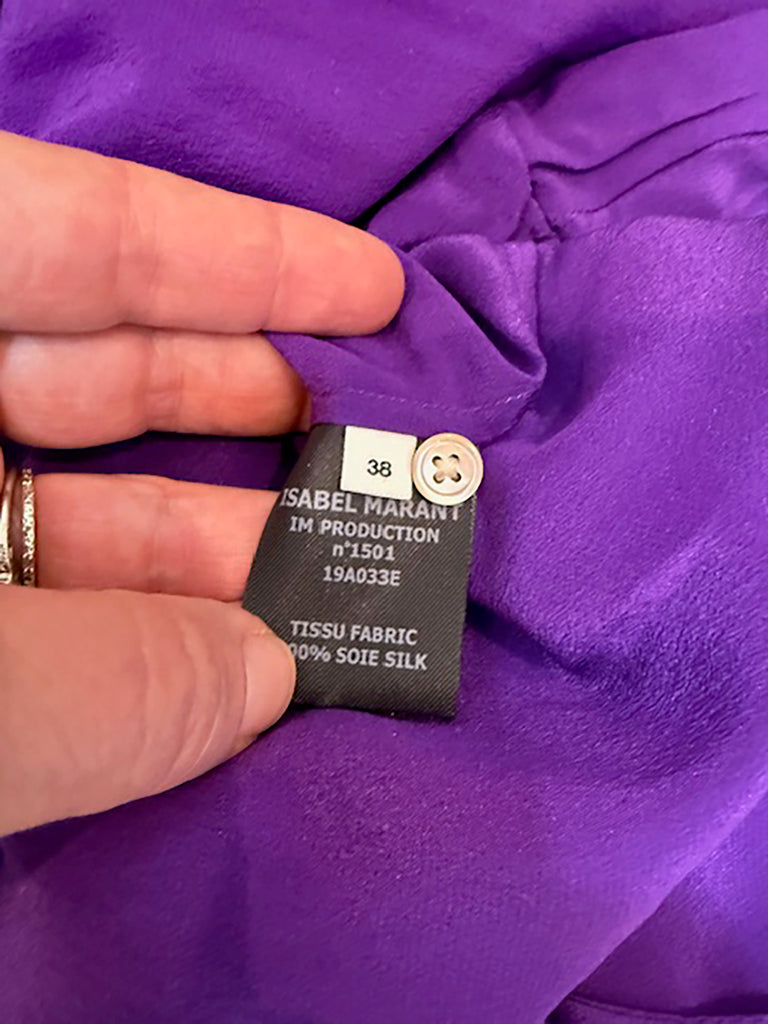 38
ISABEL MARANT
IM PRODUCTION
n°1501
19A033E
TISSU FABRIC
00% SOIE SILK